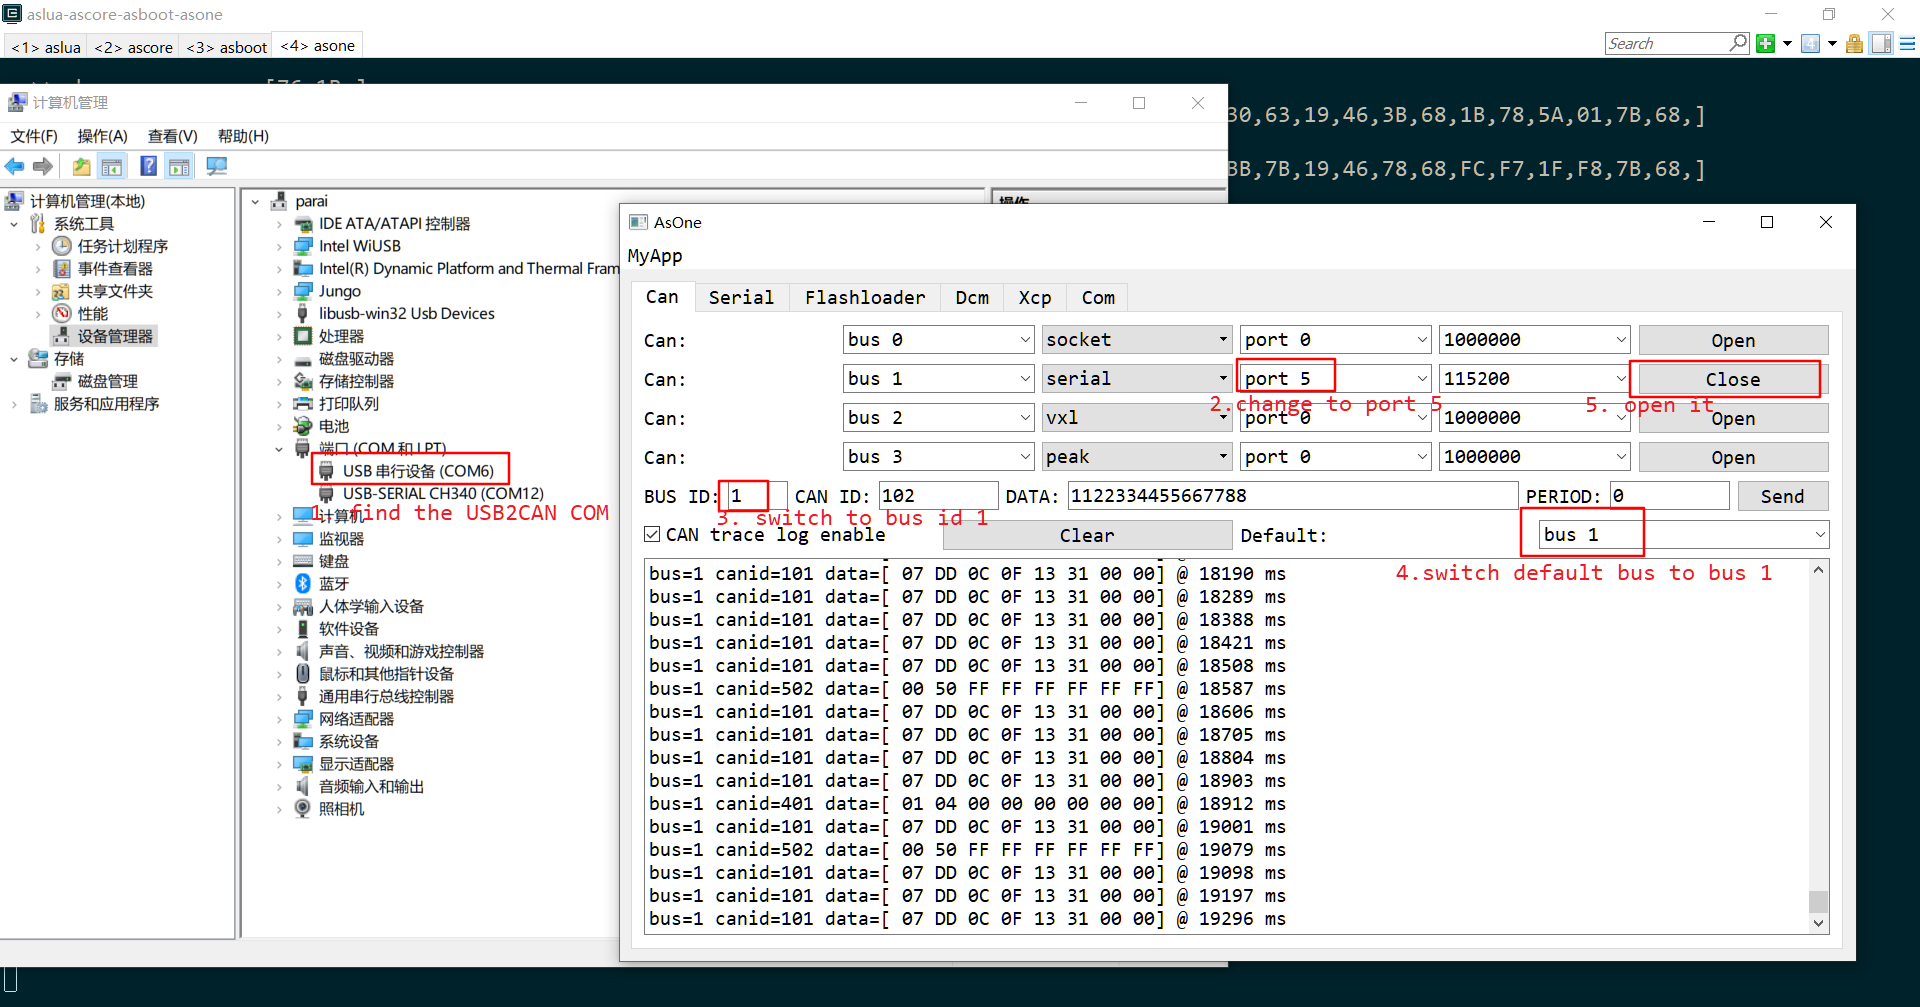 aslua-ascore-asboot-asone
<1> aslua <2> ascore <3> asboot <4> asone
Search
30,63,19,46,3B,68,1B,78,5A,01,7B,68,]
BB,7B,19,46,78,68,FC,F7,1F,F8,7B,68,]
计算机管理
文件(F) 操作(A) 查看(V) 帮助(H)
计算机管理(本地)
系统工具
任务计划程序
事件查看器
共享文件夹
性能
设备管理器
存储
磁盘管理
服务和应用程序
parai
IDE ATA/ATAPI 控制器
Intel WiUSB
Intel(R) Dynamic Platform and Thermal Fram
Jungo
libusb-win32 Usb Devices
处理器
磁盘驱动器
存储控制器
打印队列
电池
端口 (COM 和 LPT)
USB 串行设备 (COM6)
USB-SERIAL CH340 (COM12)
1. find the USB2CAN COM
计算机
监视器
键盘
蓝牙
人体学输入设备
软件设备
声音、视频和游戏控制器
鼠标和其他指针设备
通用串行总线控制器
网络适配器
系统设备
显示适配器
音频输入和输出
照相机
操作
AsOne
MyApp
Can Serial Flashloader Dcm Xcp Com
Can: bus 0 socket port 0 1000000 Open
Can: bus 1 serial port 5 115200 Close
2.change to port 5 5. open it
Can: bus 2 vxl port 0 1000000 Open
Can: bus 3 peak port 0 1000000 Open
BUS ID: 1 CAN ID: 102 DATA: 1122334455667788 PERIOD: 0 Send
3. switch to bus id 1
CAN trace log enable Clear Default: bus 1
4.switch default bus to bus 1
bus=1 canid=101 data=[ 07 DD 0C 0F 13 31 00 00] @ 18190 ms
bus=1 canid=101 data=[ 07 DD 0C 0F 13 31 00 00] @ 18289 ms
bus=1 canid=101 data=[ 07 DD 0C 0F 13 31 00 00] @ 18388 ms
bus=1 canid=101 data=[ 07 DD 0C 0F 13 31 00 00] @ 18421 ms
bus=1 canid=101 data=[ 07 DD 0C 0F 13 31 00 00] @ 18508 ms
bus=1 canid=502 data=[ 00 50 FF FF FF FF FF FF] @ 18587 ms
bus=1 canid=101 data=[ 07 DD 0C 0F 13 31 00 00] @ 18606 ms
bus=1 canid=101 data=[ 07 DD 0C 0F 13 31 00 00] @ 18705 ms
bus=1 canid=101 data=[ 07 DD 0C 0F 13 31 00 00] @ 18804 ms
bus=1 canid=101 data=[ 07 DD 0C 0F 13 31 00 00] @ 18903 ms
bus=1 canid=401 data=[ 01 04 00 00 00 00 00 00] @ 18912 ms
bus=1 canid=101 data=[ 07 DD 0C 0F 13 31 00 00] @ 19001 ms
bus=1 canid=502 data=[ 00 50 FF FF FF FF FF FF] @ 19079 ms
bus=1 canid=101 data=[ 07 DD 0C 0F 13 31 00 00] @ 19098 ms
bus=1 canid=101 data=[ 07 DD 0C 0F 13 31 00 00] @ 19197 ms
bus=1 canid=101 data=[ 07 DD 0C 0F 13 31 00 00] @ 19296 ms